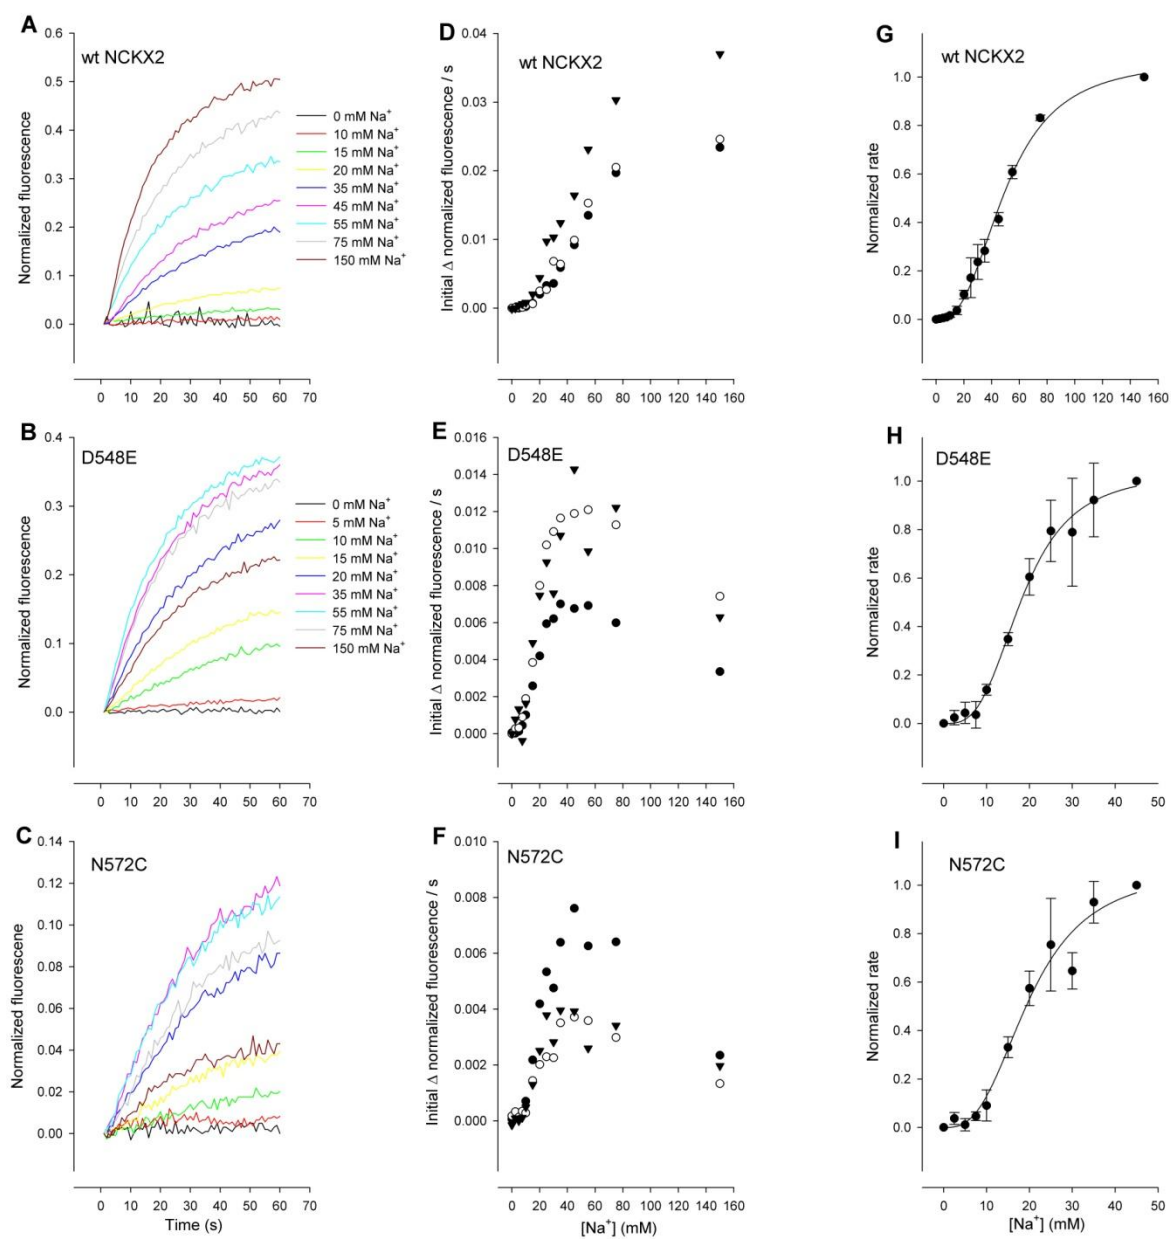 A
wt NCKX2
Normalized fluorescence
0.6
0.5
0.4
0.3
0.2
0.1
0.0
0 10 20 30 40 50 60 70
0 mM Na⁺
10 mM Na⁺
15 mM Na⁺
20 mM Na⁺
35 mM Na⁺
45 mM Na⁺
55 mM Na⁺
75 mM Na⁺
150 mM Na⁺
D
wt NCKX2
Initial Δ normalized fluorescence / s
0.04
0.03
0.02
0.01
0.00
0 20 40 60 80 100 120 140 160
G
wt NCKX2
Normalized rate
1.0
0.8
0.6
0.4
0.2
0.0
0 20 40 60 80 100 120 140 160
B
D548E
Normalized fluorescence
0.4
0.3
0.2
0.1
0.0
0 10 20 30 40 50 60 70
0 mM Na⁺
5 mM Na⁺
10 mM Na⁺
15 mM Na⁺
20 mM Na⁺
35 mM Na⁺
55 mM Na⁺
75 mM Na⁺
150 mM Na⁺
E
D548E
Initial Δ normalized fluorescence / s
0.016
0.014
0.012
0.010
0.008
0.006
0.004
0.002
0.000
0 20 40 60 80 100 120 140 160
H
D548E
Normalized rate
1.0
0.8
0.6
0.4
0.2
0.0
0 10 20 30 40 50
C
N572C
Normalized fluorescene
0.14
0.12
0.10
0.08
0.06
0.04
0.02
0.00
0 10 20 30 40 50 60 70
Time (s)
F
N572C
Initial Δ normalized fluorescence / s
0.010
0.008
0.006
0.004
0.002
0.000
0 20 40 60 80 100 120 140 160
[Na⁺] (mM)
I
N572C
Normalized rate
1.0
0.8
0.6
0.4
0.2
0.0
0 10 20 30 40 50
[Na⁺] (mM)